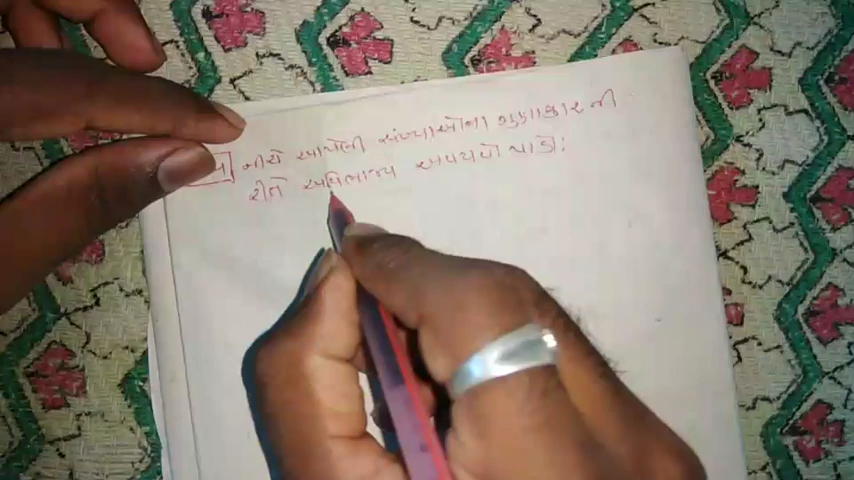 નીચે આપેલી સંખ્યાઓના ગુણાકારની
રીતે અવિભાજ્ય અવયવો પાડો: